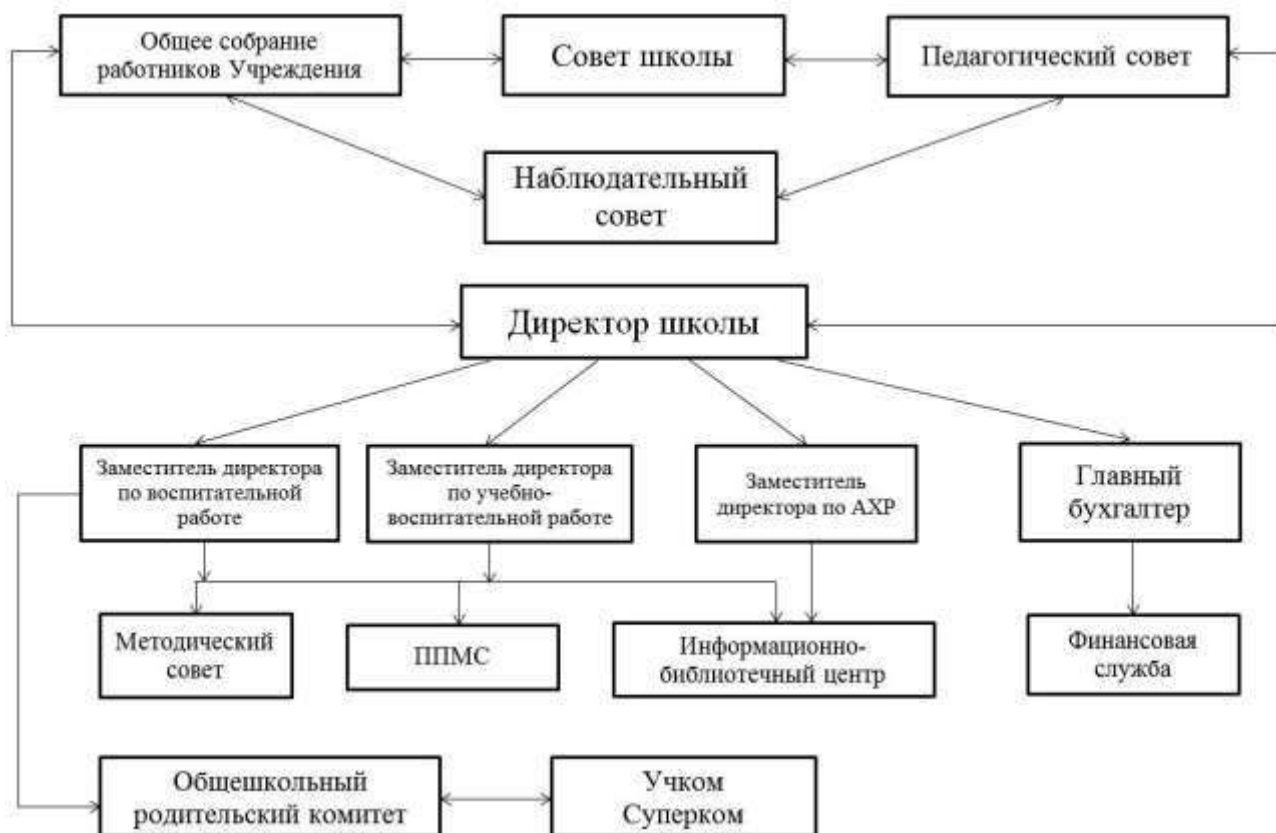 Общее собрание
работников Учреждения
Совет школы
Педагогический совет
Наблюдательный
совет
Директор школы
Заместитель директора
по воспитательной
работе
Заместитель директора
по учебно-
воспитательной работе
Заместитель
директора по АХР
Главный
бухгалтер
Методический
совет
ППМС
Информационно-
библиотечный центр
Финансовая
служба
Общешкольный
родительский комитет
Учком
Суперком